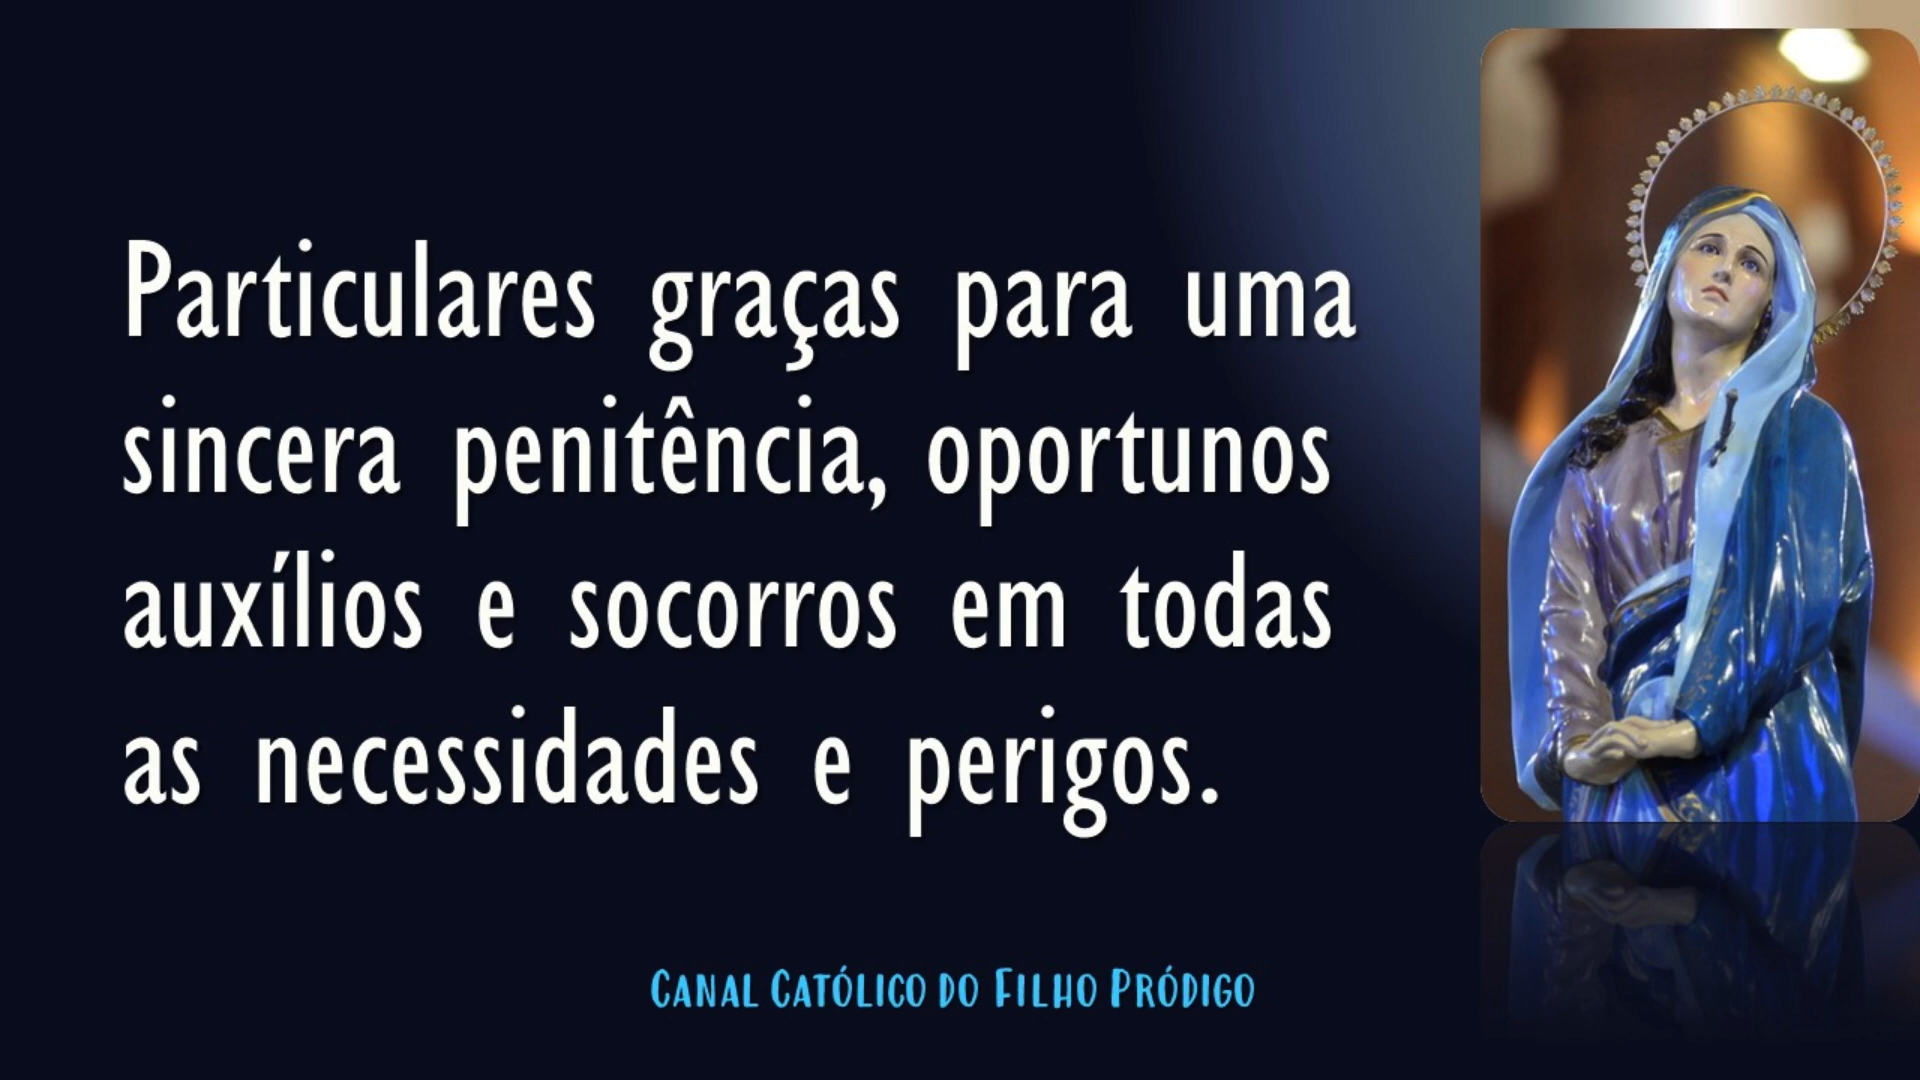 Particulares graças para uma
sincera penitência, oportunos
auxílios e socorros em todas
as necessidades e perigos.
Canal Católico do Filho Pródigo